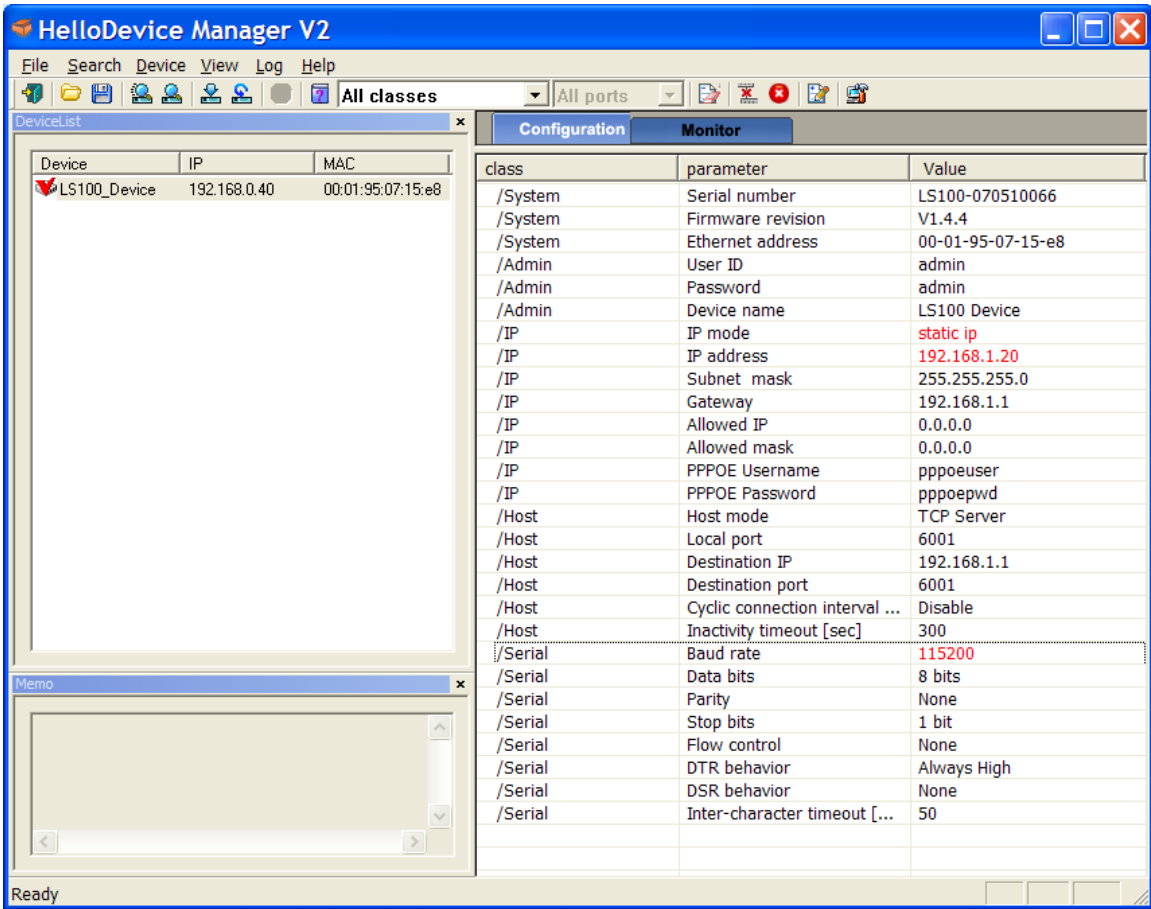 HelloDevice Manager V2
File Search Device View Log Help
All classes All ports
DeviceList
Device IP MAC
LS100_Device 192.168.0.40 00:01:95:07:15:e8
Memo
Configuration Monitor
class parameter Value
/System Serial number LS100-070510066
/System Firmware revision V1.4.4
/System Ethernet address 00-01-95-07-15-e8
/Admin User ID admin
/Admin Password admin
/Admin Device name LS100 Device
/IP IP mode static ip
/IP IP address 192.168.1.20
/IP Subnet mask 255.255.255.0
/IP Gateway 192.168.1.1
/IP Allowed IP 0.0.0.0
/IP Allowed mask 0.0.0.0
/IP PPPOE Username pppoeuser
/IP PPPOE Password pppoepwd
/Host Host mode TCP Server
/Host Local port 6001
/Host Destination IP 192.168.1.1
/Host Destination port 6001
/Host Cyclic connection interval ... Disable
/Host Inactivity timeout [sec] 300
/Serial Baud rate 115200
/Serial Data bits 8 bits
/Serial Parity None
/Serial Stop bits 1 bit
/Serial Flow control None
/Serial DTR behavior Always High
/Serial DSR behavior None
/Serial Inter-character timeout [... 50
Ready